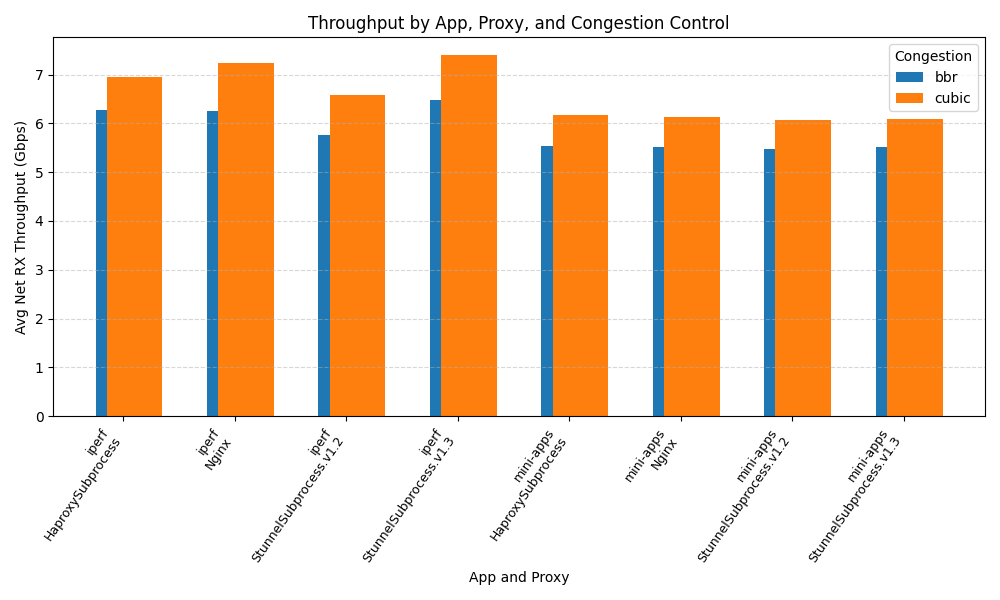 Throughput by App, Proxy, and Congestion Control
Avg Net RX Throughput (Gbps)
7
6
5
4
3
2
1
0
Congestion
bbr
cubic
iperf
HaproxySubprocess
iperf
Nginx
iperf
StunnelSubprocess.v1.2
iperf
StunnelSubprocess.v1.3
mini-apps
HaproxySubprocess
mini-apps
Nginx
mini-apps
StunnelSubprocess.v1.2
mini-apps
StunnelSubprocess.v1.3
App and Proxy